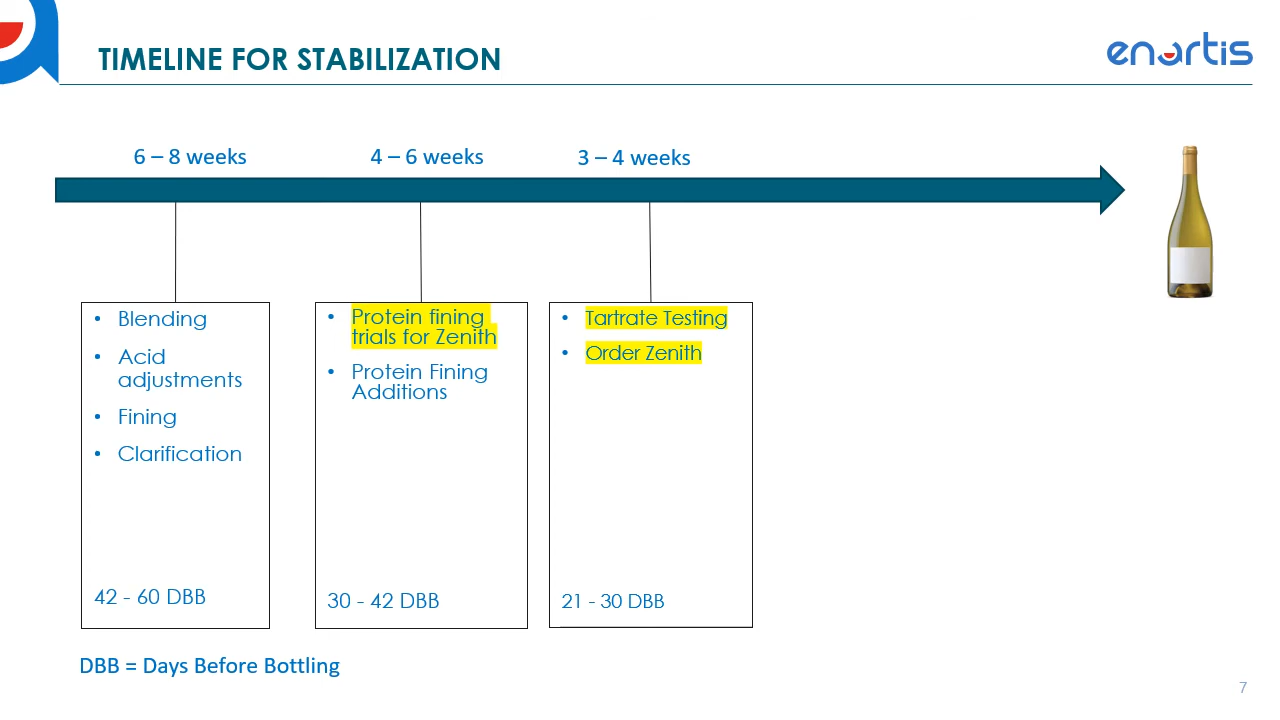 TIMELINE FOR STABILIZATION
enartis
6 – 8 weeks
4 – 6 weeks
3 – 4 weeks
• Blending
• Acid
adjustments
• Fining
• Clarification
42 - 60 DBB
• Protein fining
trials for Zenith
• Protein Fining
Additions
30 - 42 DBB
• Tartrate Testing
• Order Zenith
21 - 30 DBB
DBB = Days Before Bottling
7